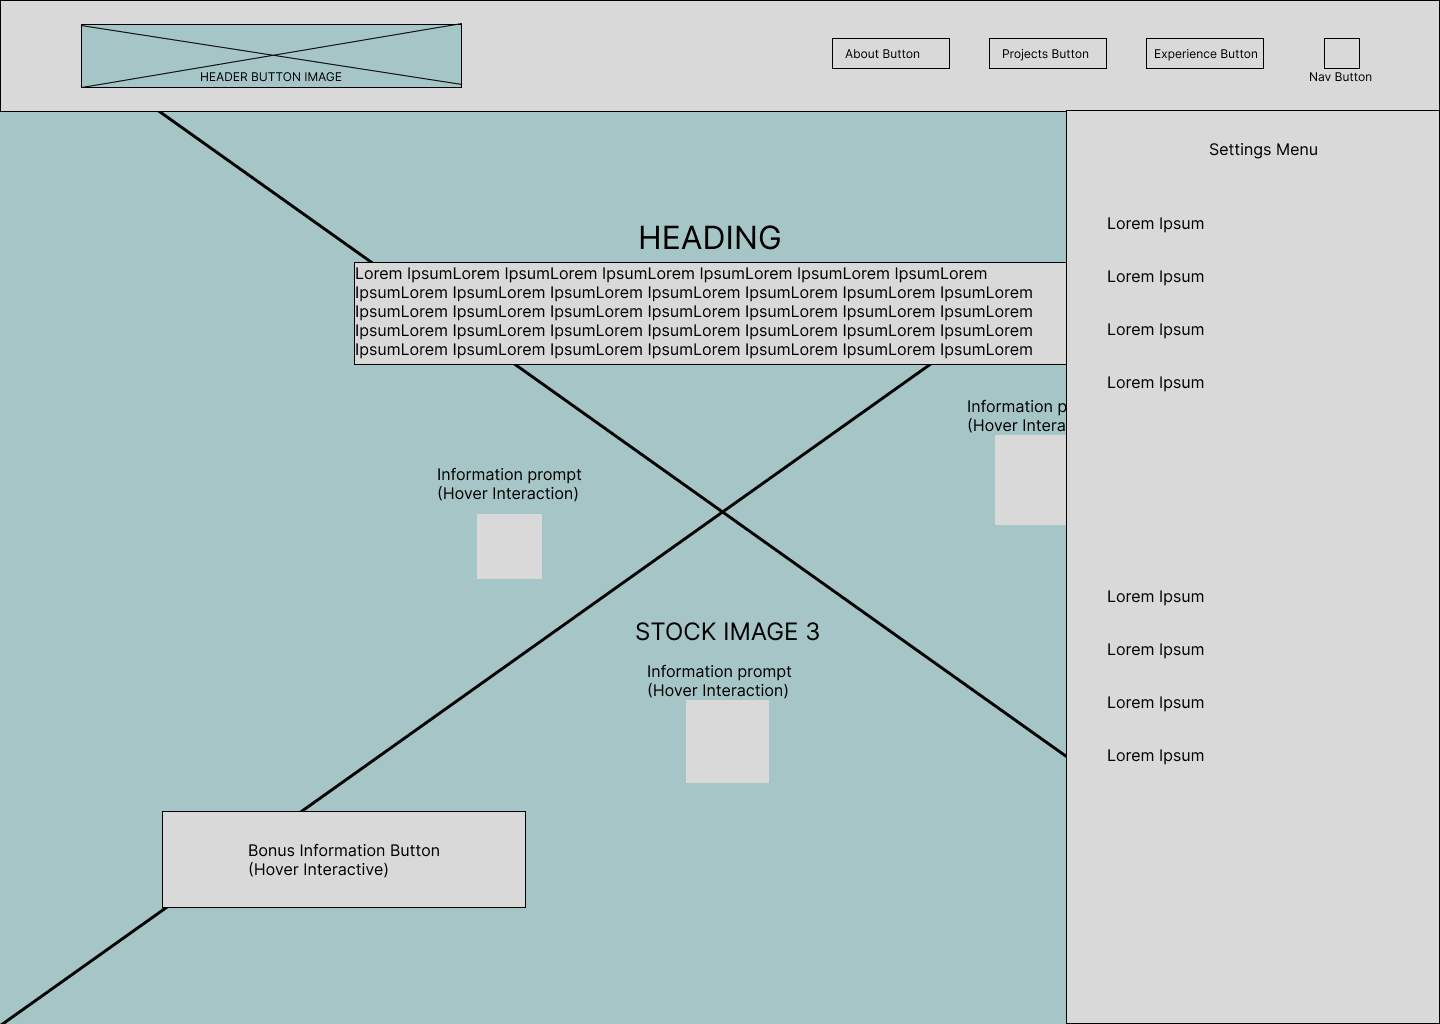 HEADER BUTTON IMAGE
About Button
Projects Button
Experience Button
Nav Button
HEADING
Lorem IpsumLorem IpsumLorem IpsumLorem IpsumLorem IpsumLorem IpsumLorem
IpsumLorem IpsumLorem IpsumLorem IpsumLorem IpsumLorem IpsumLorem IpsumLorem
IpsumLorem IpsumLorem IpsumLorem IpsumLorem IpsumLorem IpsumLorem IpsumLorem
IpsumLorem IpsumLorem IpsumLorem IpsumLorem IpsumLorem IpsumLorem IpsumLorem
IpsumLorem IpsumLorem IpsumLorem IpsumLorem IpsumLorem IpsumLorem IpsumLorem
Information p
(Hover Intera
Information prompt
(Hover Interaction)
STOCK IMAGE 3
Information prompt
(Hover Interaction)
Bonus Information Button
(Hover Interactive)
Settings Menu
Lorem Ipsum
Lorem Ipsum
Lorem Ipsum
Lorem Ipsum
Lorem Ipsum
Lorem Ipsum
Lorem Ipsum
Lorem Ipsum